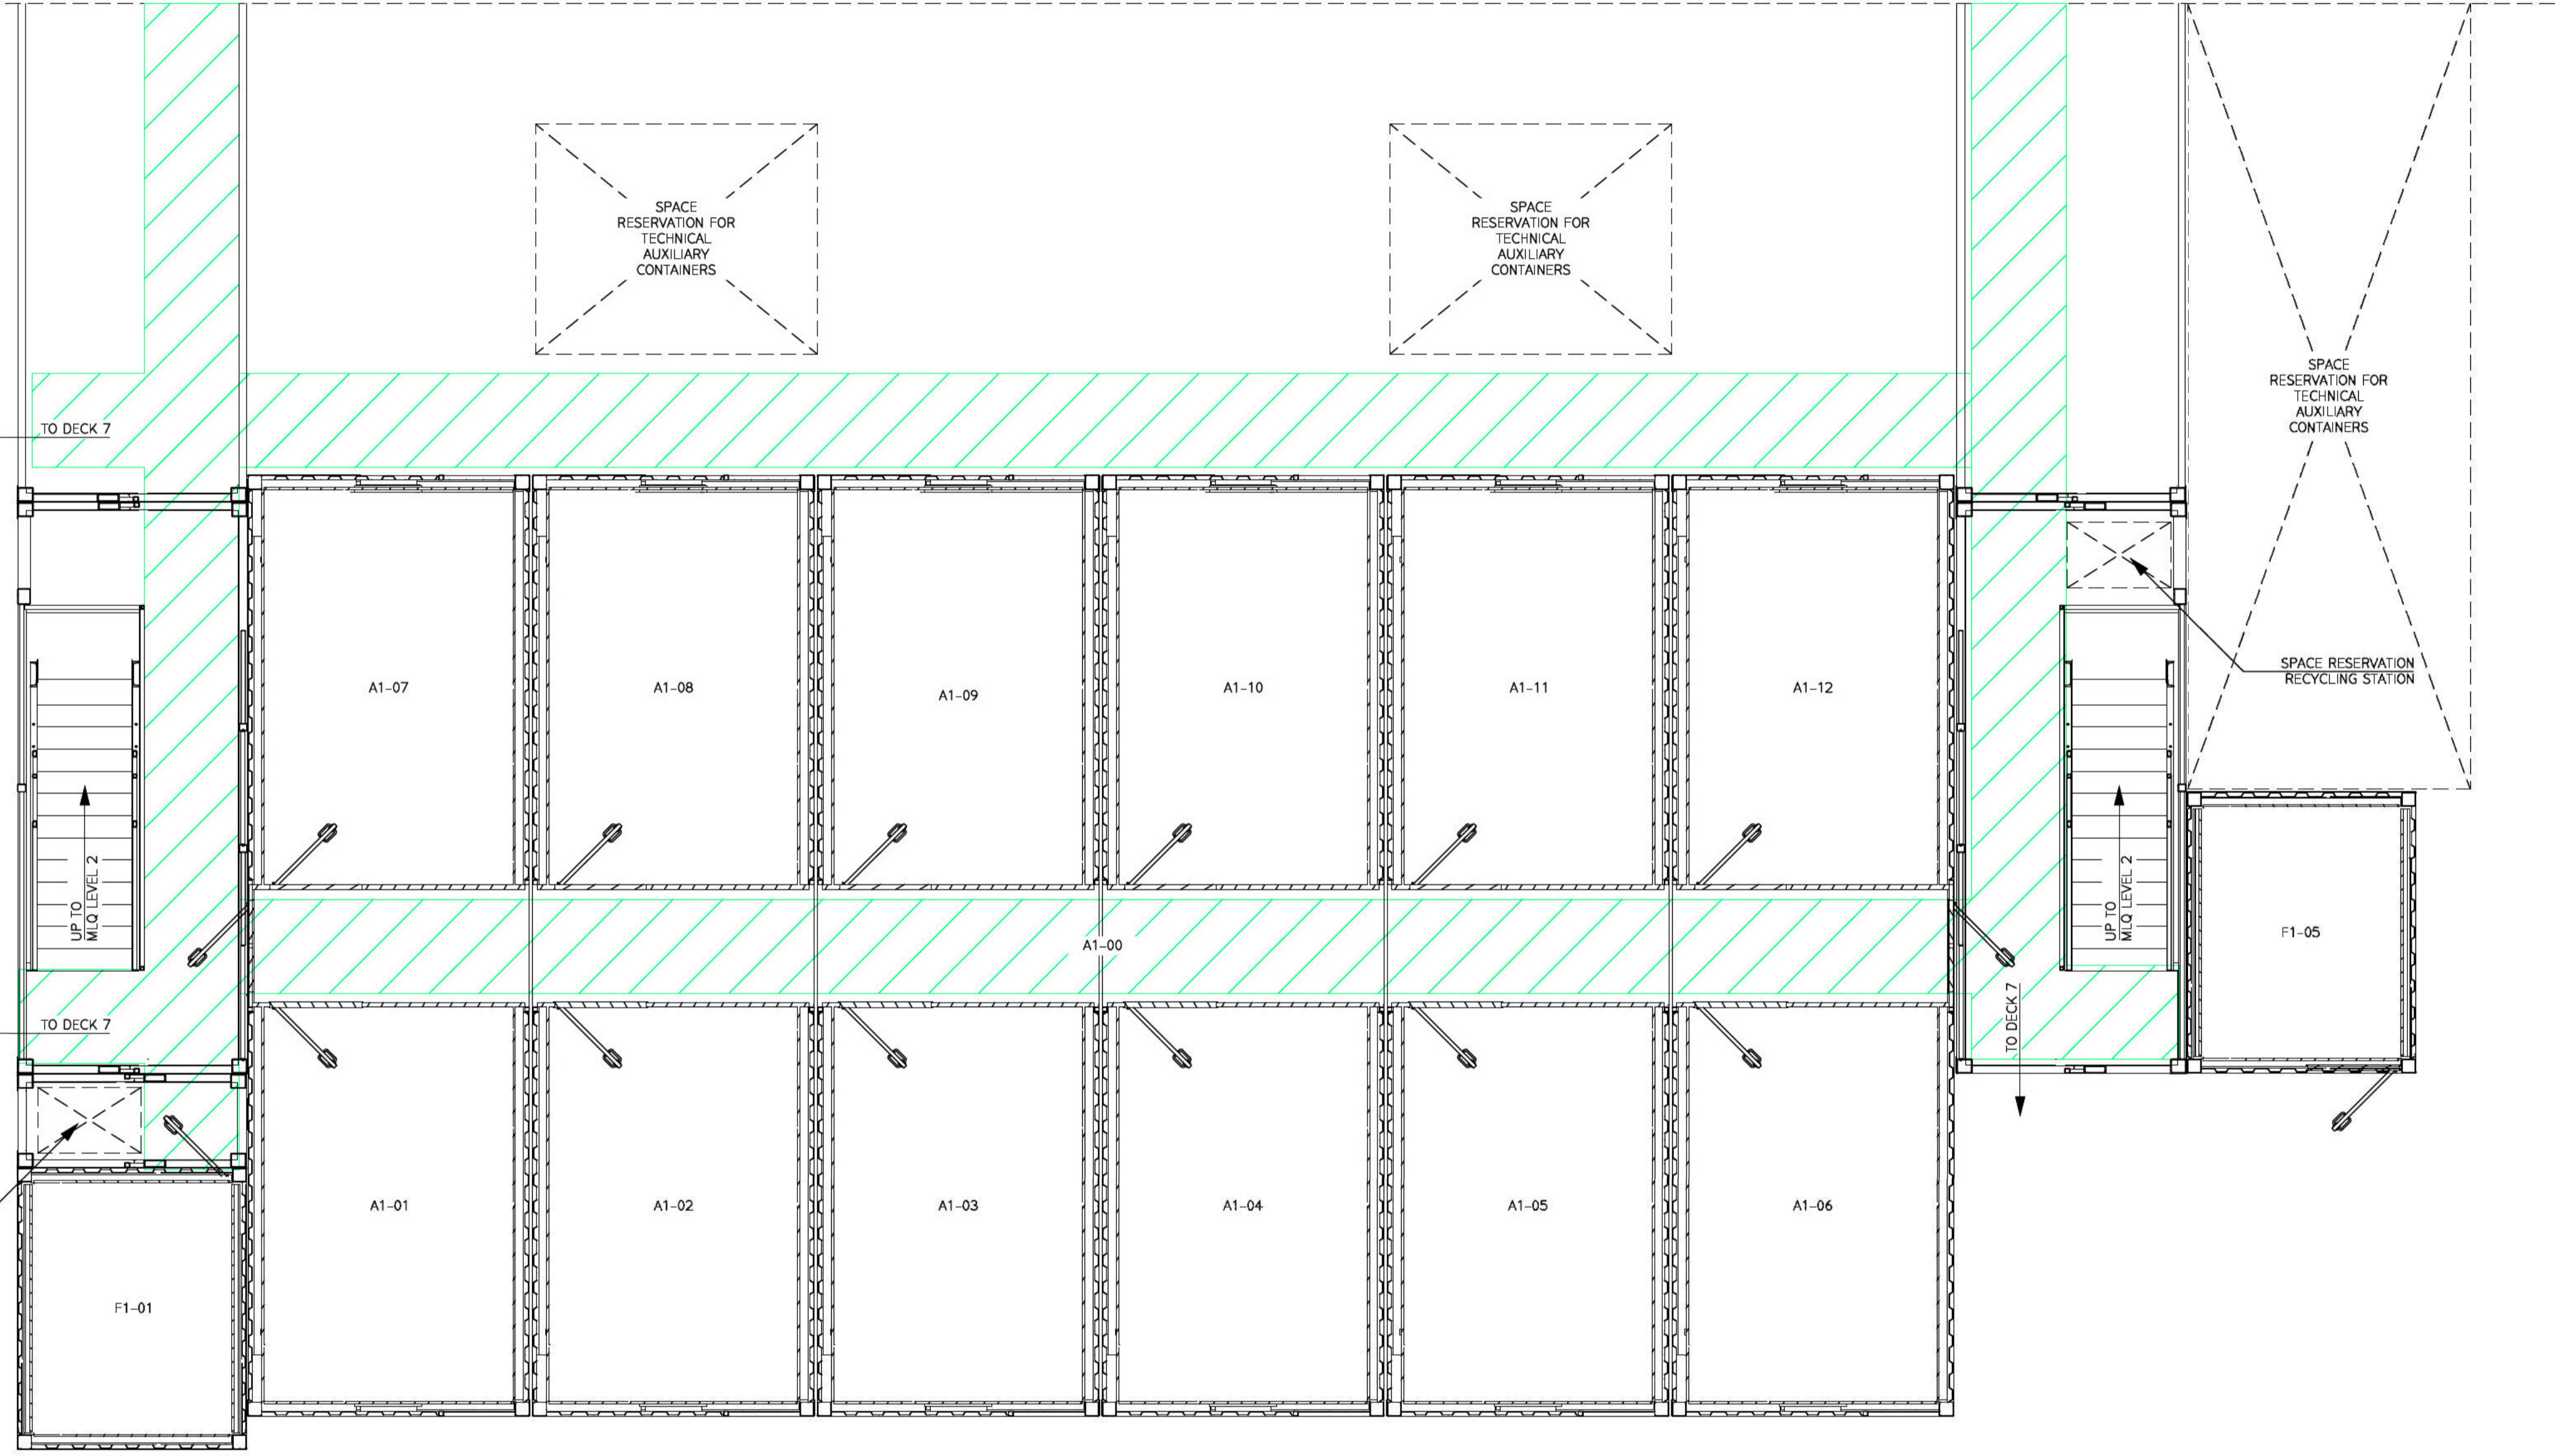 SPACE
RESERVATION FOR
TECHNICAL
AUXILIARY
CONTAINERS
SPACE
RESERVATION FOR
TECHNICAL
AUXILIARY
CONTAINERS
SPACE
RESERVATION FOR
TECHNICAL
AUXILIARY
CONTAINERS
TO DECK 7
SPACE RESERVATION
RECYCLING STATION
A1-07
A1-08
A1-09
A1-10
A1-11
A1-12
UP TO
MLQ LEVEL 2
UP TO
MLQ LEVEL 2
A1-00
F1-05
TO DECK 7
TO DECK 7
A1-01
A1-02
A1-03
A1-04
A1-05
A1-06
F1-01